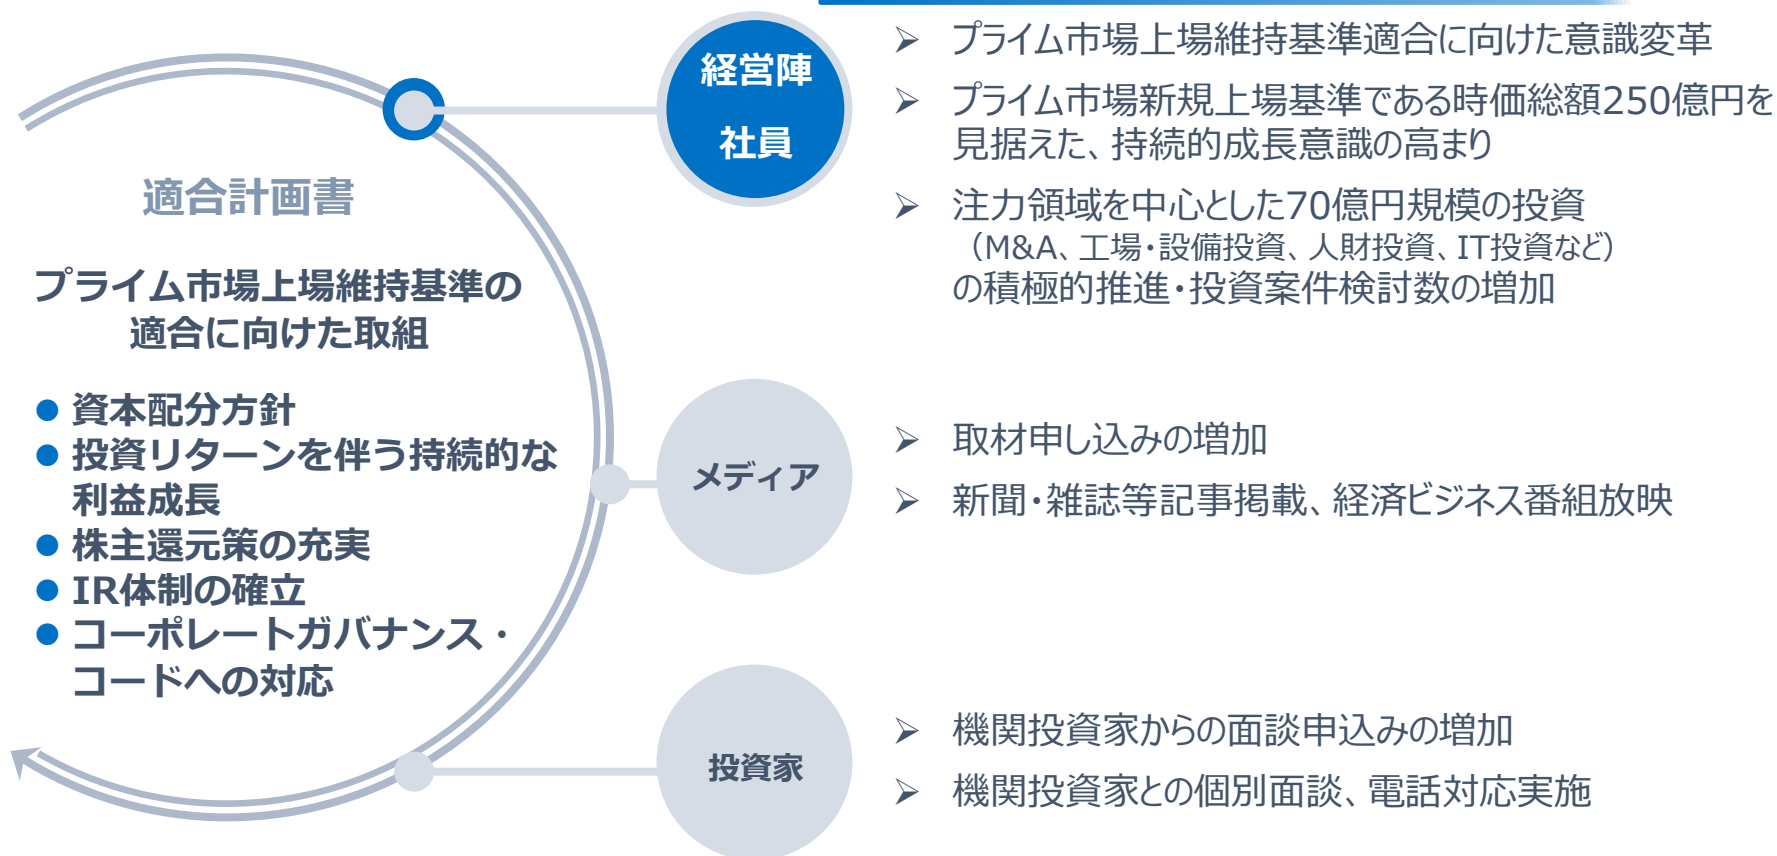 適合計画書
プライム市場上場維持基準の
適合に向けた取組
● 資本配分方針
● 投資リターンを伴う持続的な
利益成長
● 株主還元策の充実
● IR体制の確立
● コーポレートガバナンス・
コードへの対応
経営陣
社員
➢ プライム市場上場維持基準適合に向けた意識変革
➢ プライム市場新規上場基準である時価総額250億円を
見据えた、持続的成長意識の高まり
➢ 注力領域を中心とした70億円規模の投資
（M&A、工場・設備投資、人財投資、IT投資など）
の積極的推進・投資案件検討数の増加
メディア
➢ 取材申し込みの増加
➢ 新聞・雑誌等記事掲載、経済ビジネス番組放映
投資家
➢ 機関投資家からの面談申込みの増加
➢ 機関投資家との個別面談、電話対応実施